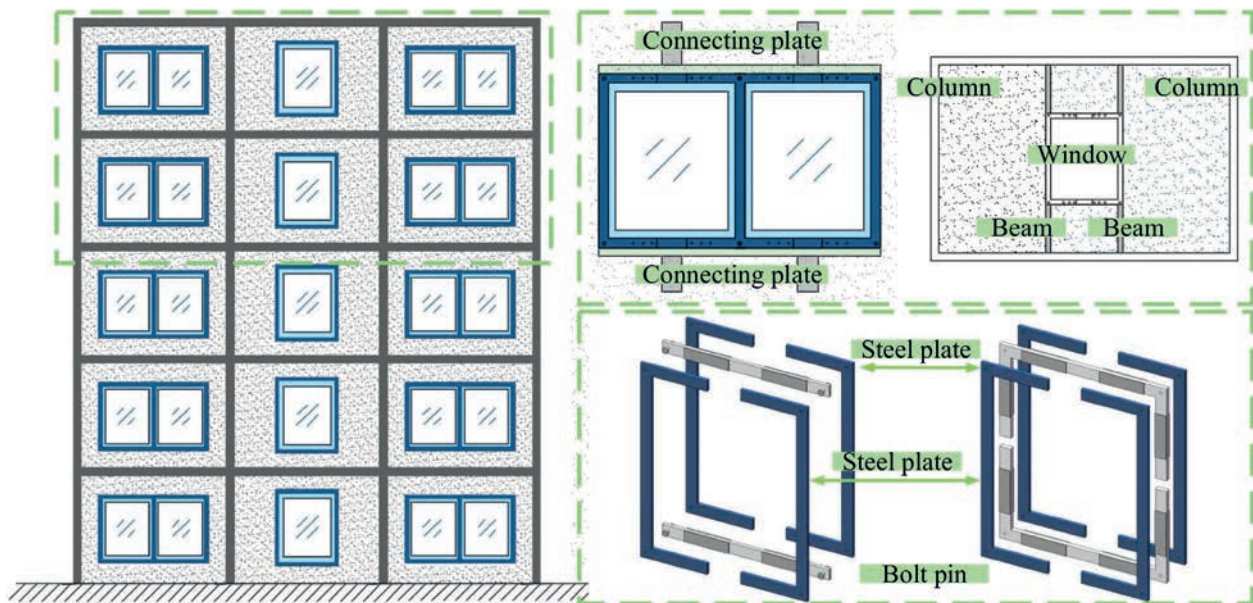 Connecting plate
Column
Column
Window
Beam
Beam
Connecting plate
Steel plate
Steel plate
Bolt pin